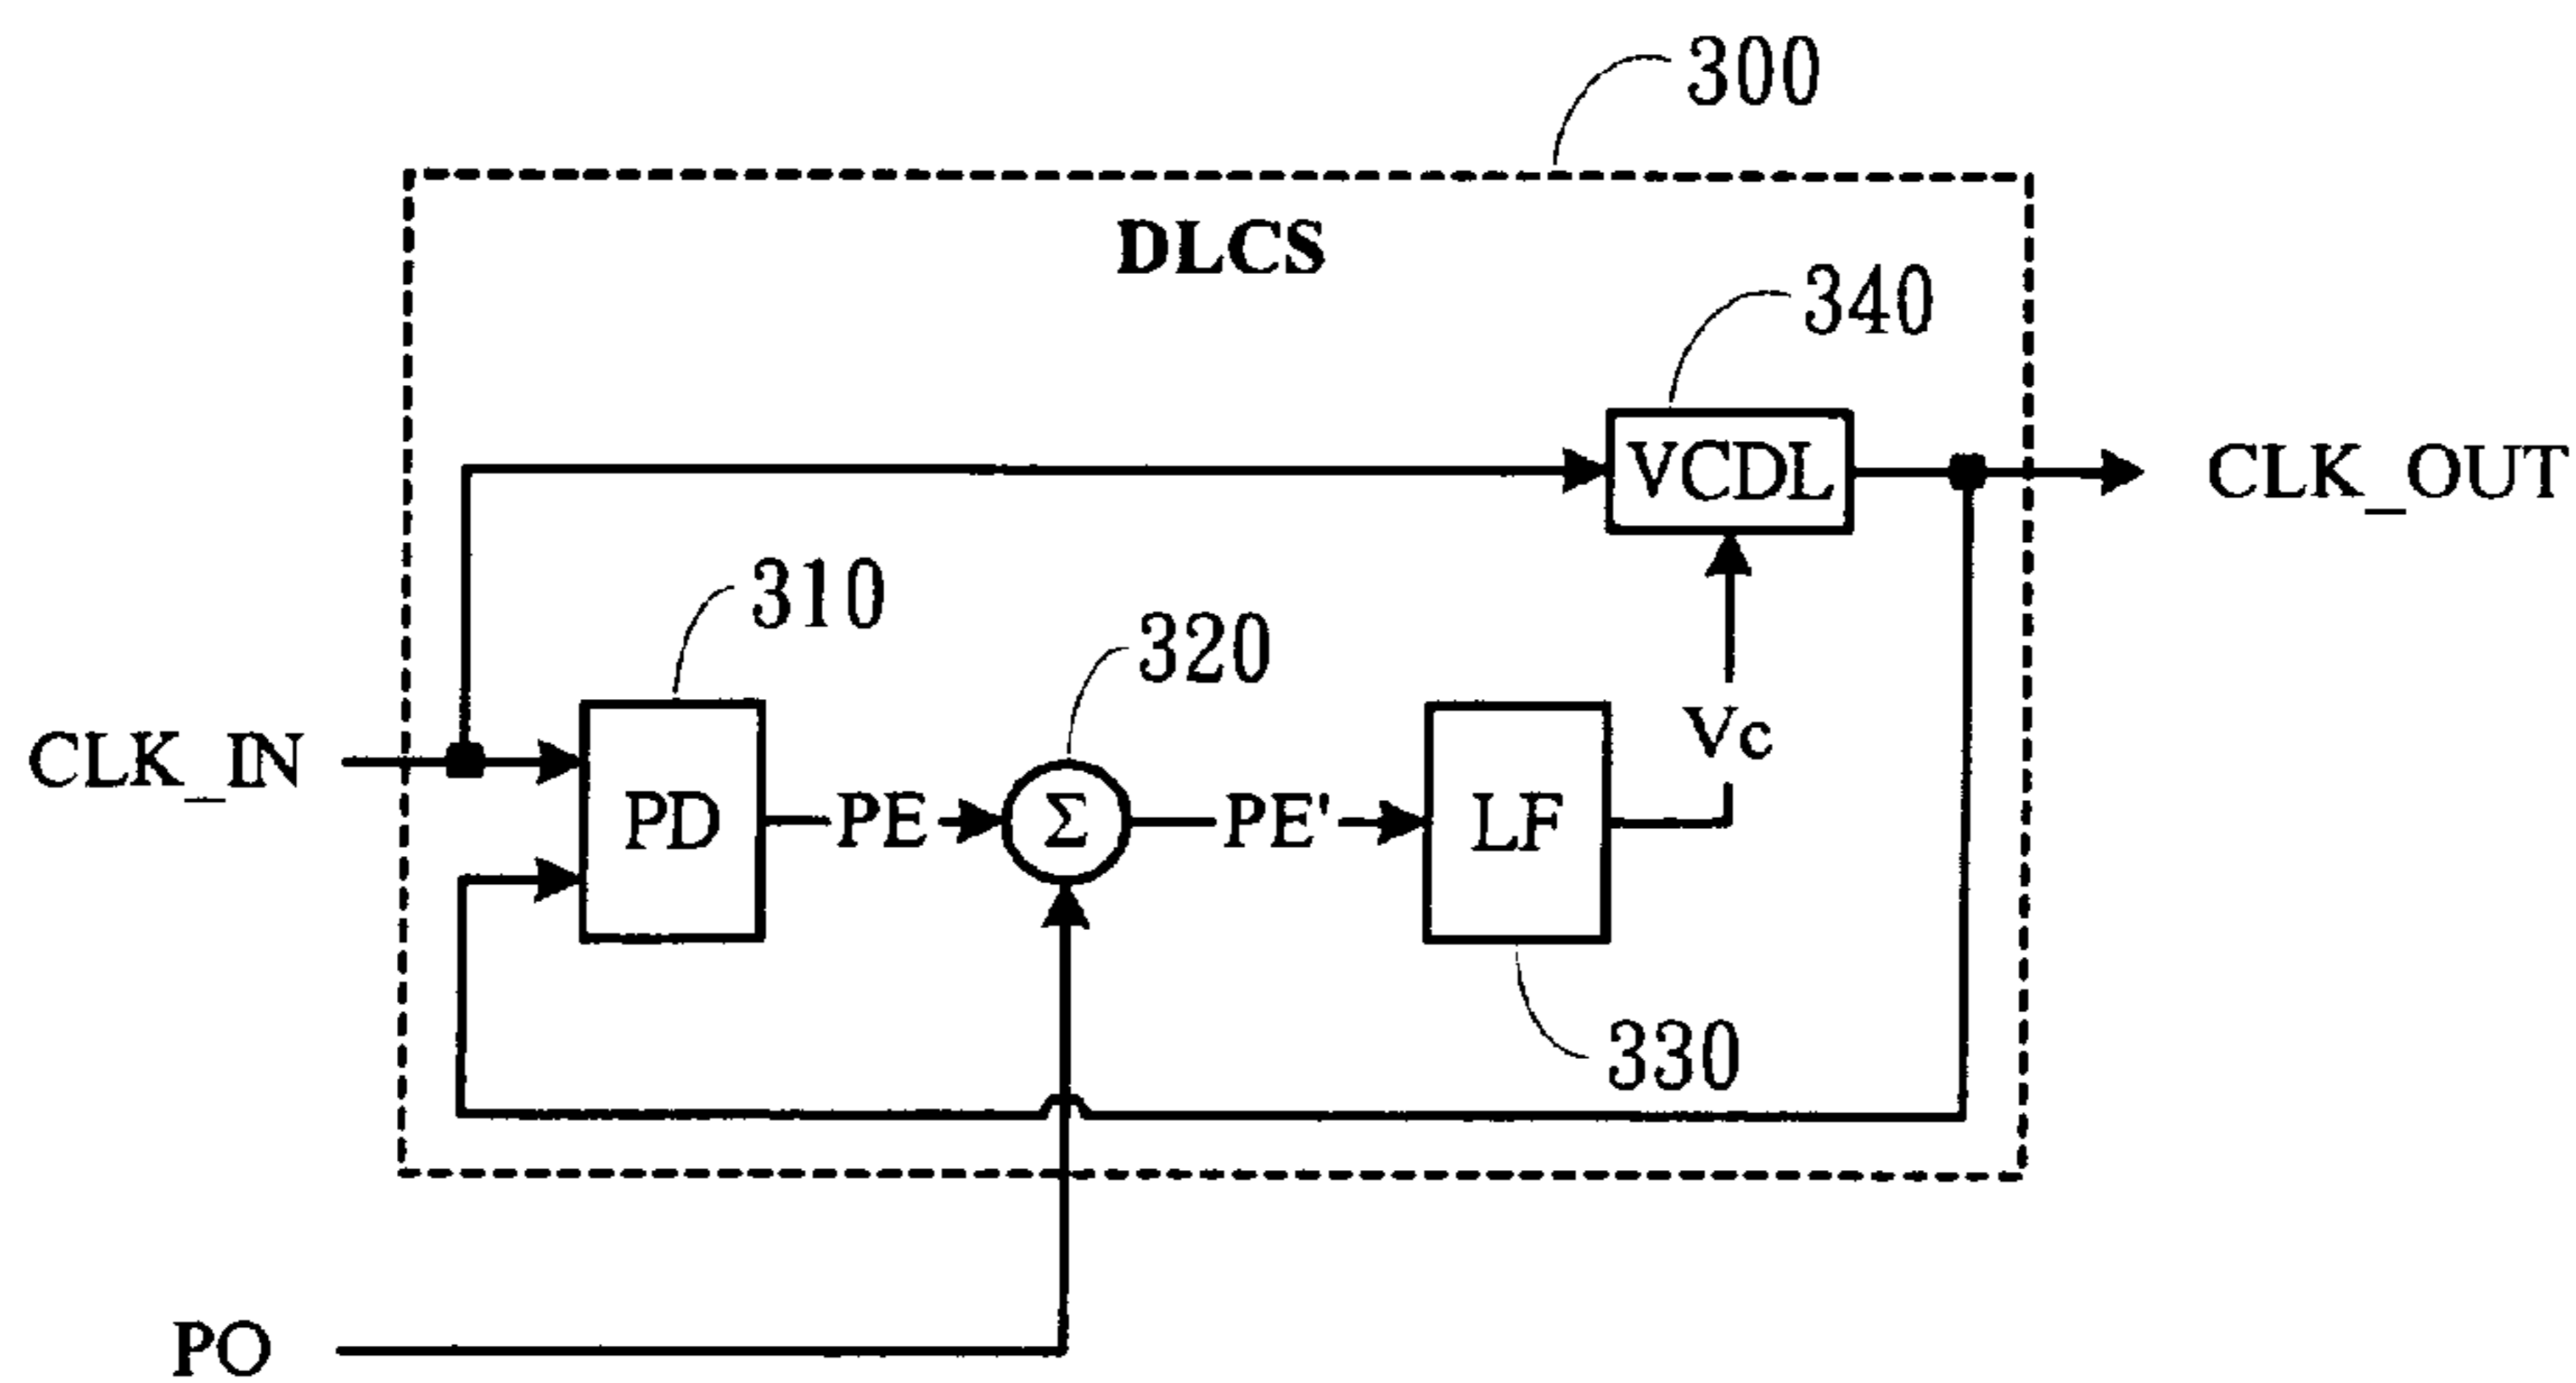 300
DLCS
340
VCDL
CLK_OUT
310
320
Vc
CLK_IN
PD
PE
Σ
PE'
LF
330
PO